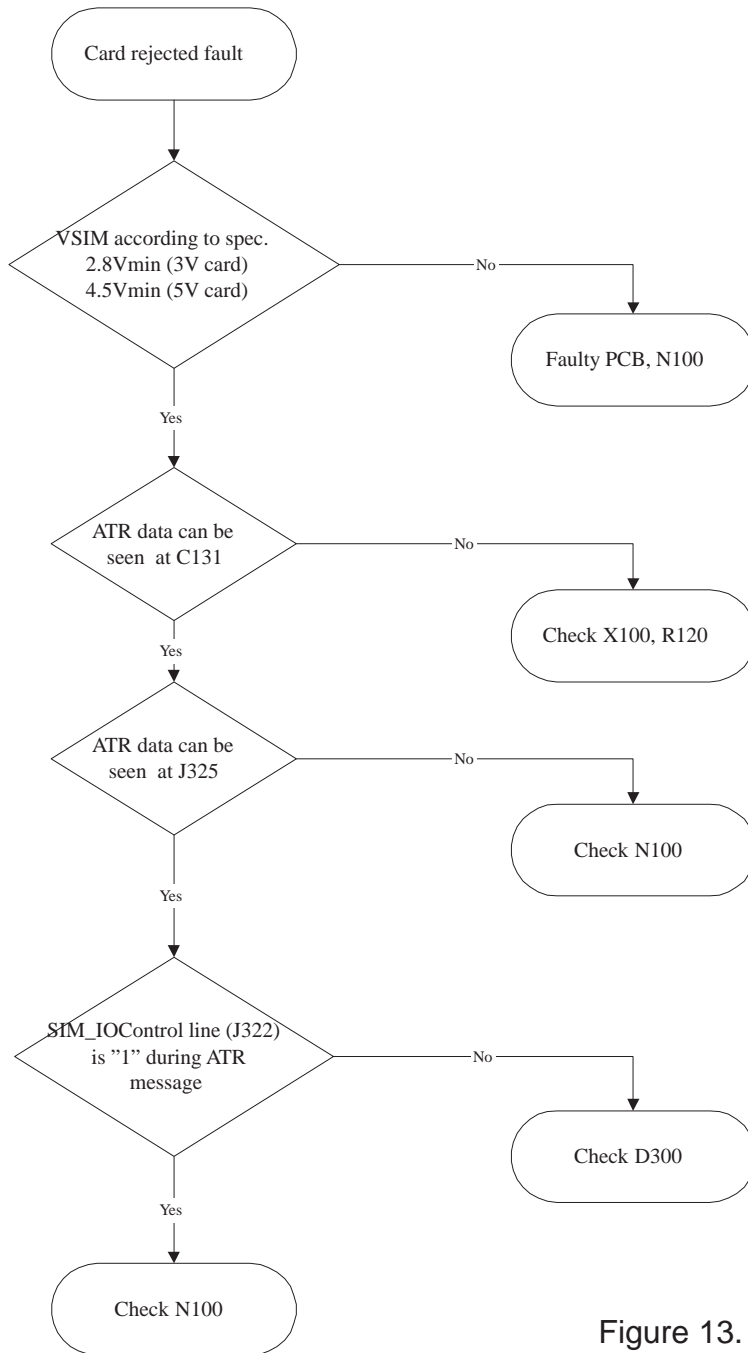 Card rejected fault
VSIM according to spec.
2.8Vmin (3V card)
4.5Vmin (5V card)
No
Faulty PCB, N100
Yes
ATR data can be
seen at C131
No
Check X100, R120
Yes
ATR data can be
seen at J325
No
Check N100
Yes
SIM_IOControl line (J322)
is ”1” during ATR
message
No
Check D300
Yes
Check N100
Figure 13.